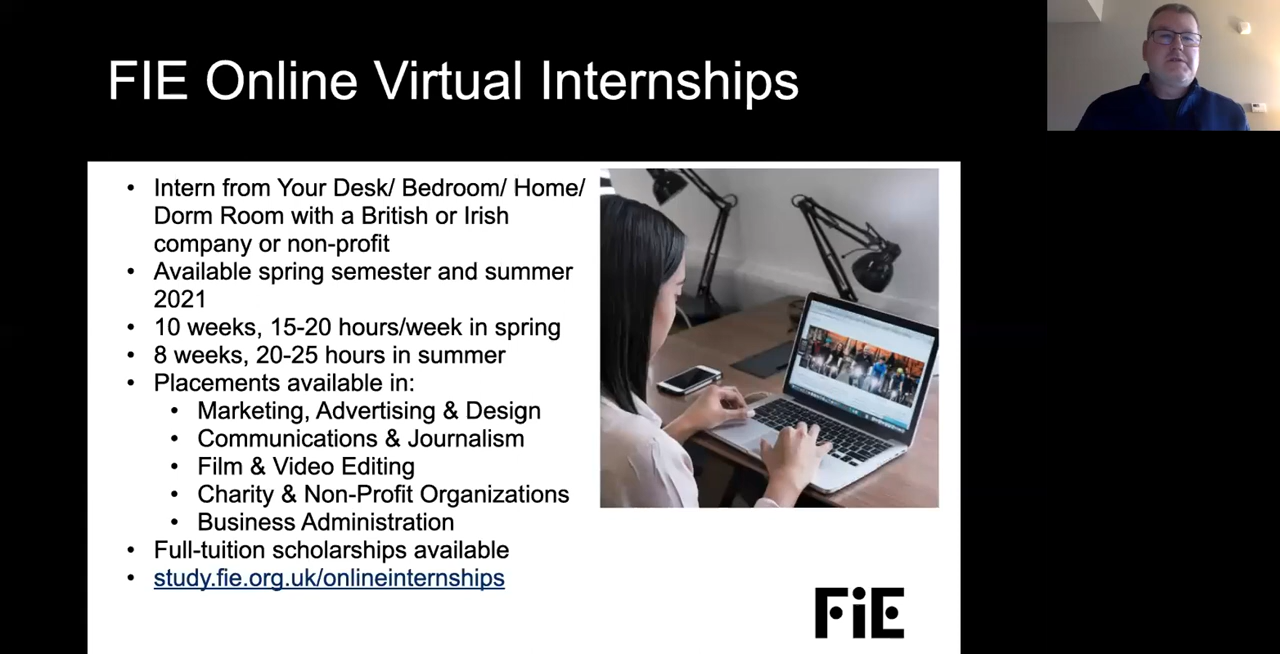 FIE Online Virtual Internships
• Intern from Your Desk/ Bedroom/ Home/
Dorm Room with a British or Irish
company or non-profit
• Available spring semester and summer
2021
• 10 weeks, 15-20 hours/week in spring
• 8 weeks, 20-25 hours in summer
• Placements available in:
• Marketing, Advertising & Design
• Communications & Journalism
• Film & Video Editing
• Charity & Non-Profit Organizations
• Business Administration
• Full-tuition scholarships available
• study.fie.org.uk/onlineinternships
FiE